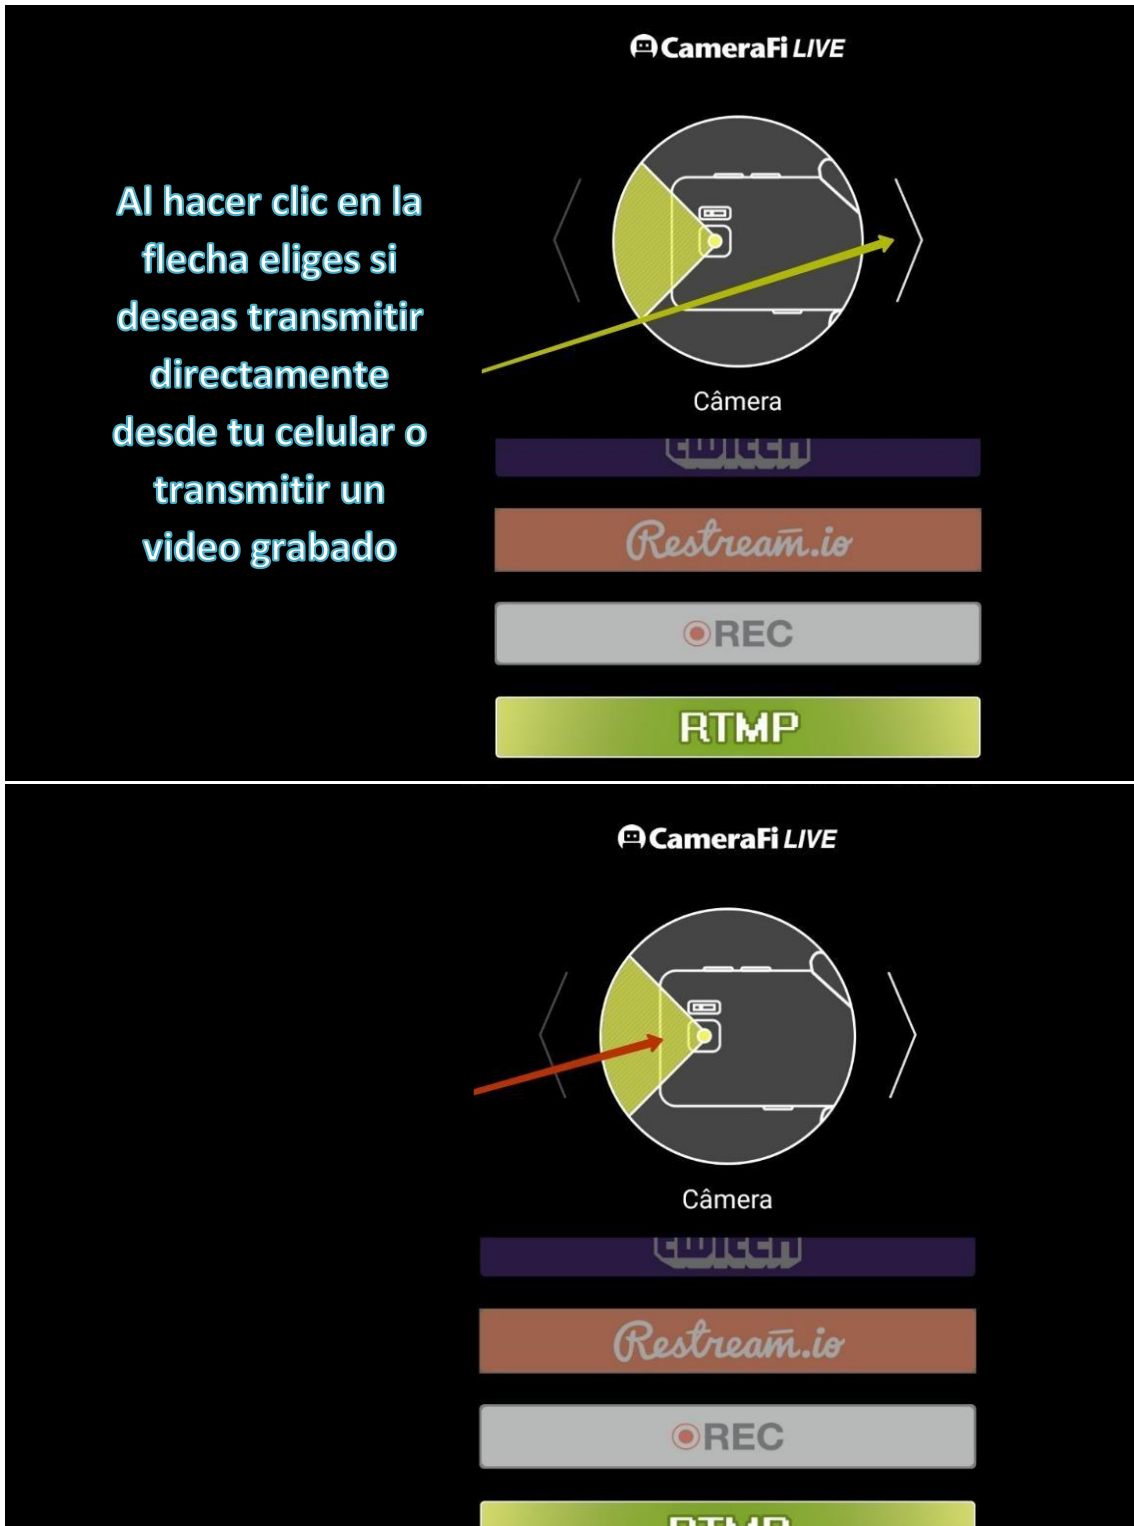 CameraFi LIVE
Al hacer clic en la
flecha eliges si
deseas transmitir
directamente
desde tu celular o
transmitir un
video grabado
Câmera
twitch
Restream.io
REC
RTMP
CameraFi LIVE
Câmera
twitch
Restream.io
REC
RTMP